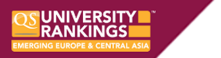 QS UNIVERSITY
RANKINGS
EMERGING EUROPE & CENTRAL ASIA